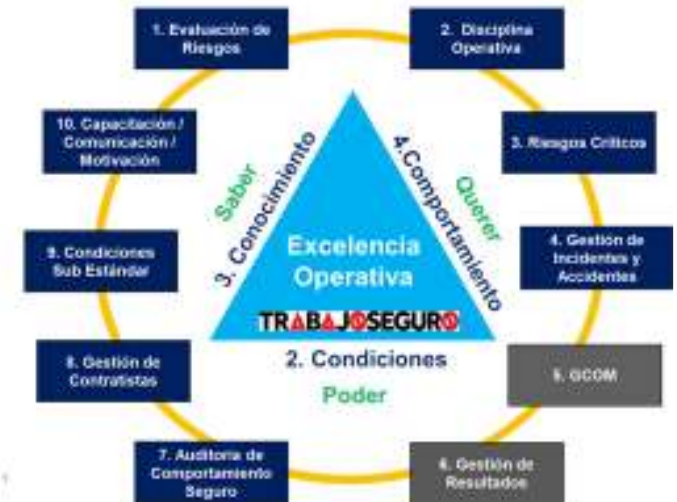 1. Evaluación de
Riesgos
2. Disciplina
Operativa
10. Capacitación /
Comunicación /
Motivación
3. Riesgos Críticos
Saber
3. Conocimiento
4.Comportamiento
Querer
9. Condiciones
Sub Estándar
Excelencia
Operativa
4. Gestión de
Incidentes y
Accidentes
TRABAJOSEGURO
2. Condiciones
Poder
8. Gestión de
Contratistas
5. GCOM
7. Auditoria de
Comportamiento
Seguro
6. Gestión de
Resultados